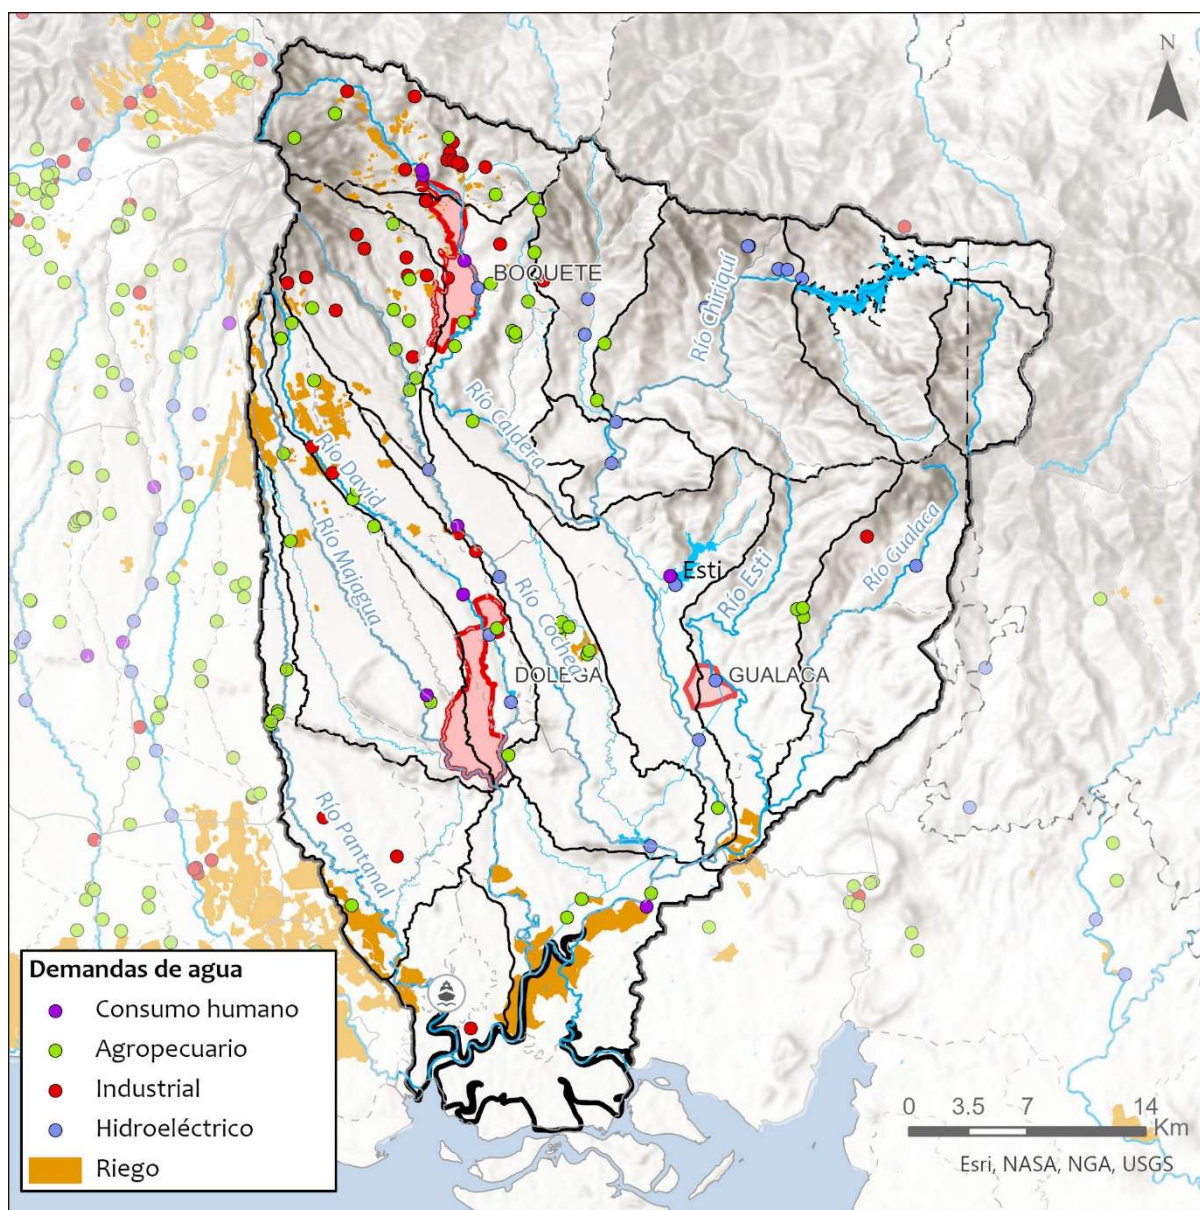 N
BOQUETE
Río Chiriquí
Río Caldera
Río David
Río Majagua
Río Cochea
Esti
Río Esti
Río Gualaca
DOLEGA
GUALACA
Río Pantanal
Demandas de agua
Consumo humano
Agropecuario
Industrial
Hidroeléctrico
Riego
0 3.5 7 14
Km
Esri, NASA, NGA, USGS